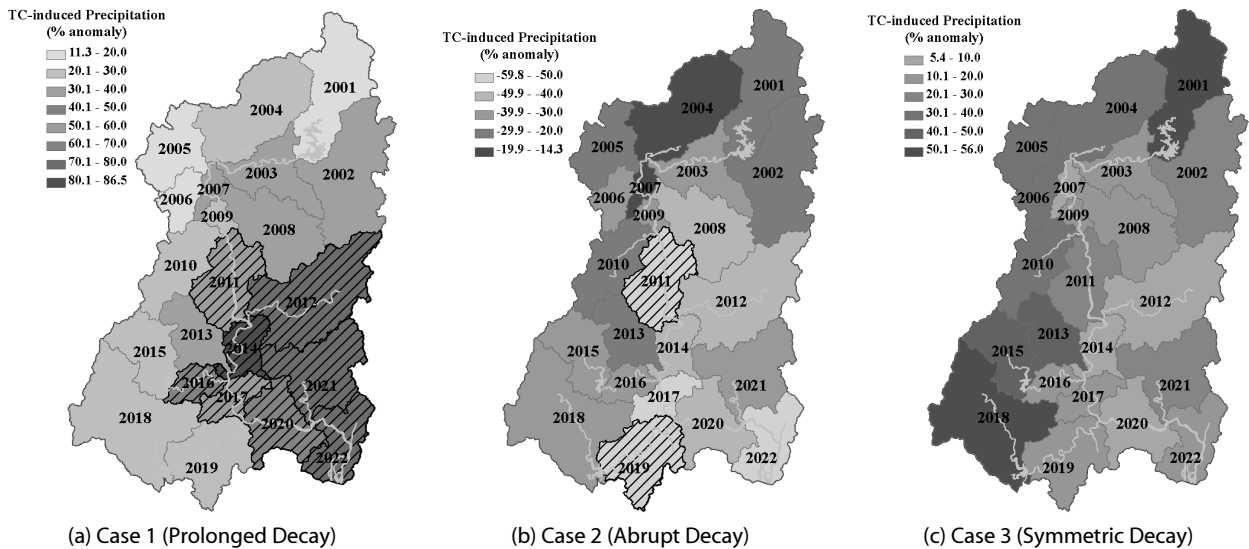 TC-induced Precipitation
(% anomaly)
11.3 - 20.0
20.1 - 30.0
30.1 - 40.0
40.1 - 50.0
50.1 - 60.0
60.1 - 70.0
70.1 - 80.0
80.1 - 86.5
2001
2004
2005
2003
2002
2006
2007
2009
2008
2010
2011
2012
2013
2014
2015
2016
2021
2017
2018
2020
2019
2022
(a) Case 1 (Prolonged Decay)
TC-induced Precipitation
(% anomaly)
-59.8 - -50.0
-49.9 - -40.0
-39.9 - -30.0
-29.9 - -20.0
-19.9 - -14.3
2001
2004
2005
2003
2002
2007
2006
2009
2008
2010
2011
2012
2013
2014
2015
2016
2021
2017
2018
2020
2019
2022
(b) Case 2 (Abrupt Decay)
TC-induced Precipitation
(% anomaly)
5.4 - 10.0
10.1 - 20.0
20.1 - 30.0
30.1 - 40.0
40.1 - 50.0
50.1 - 56.0
2001
2004
2005
2003
2002
2007
2006
2009
2008
2010
2011
2012
2013
2014
2015
2016
2021
2017
2018
2020
2019
2022
(c) Case 3 (Symmetric Decay)